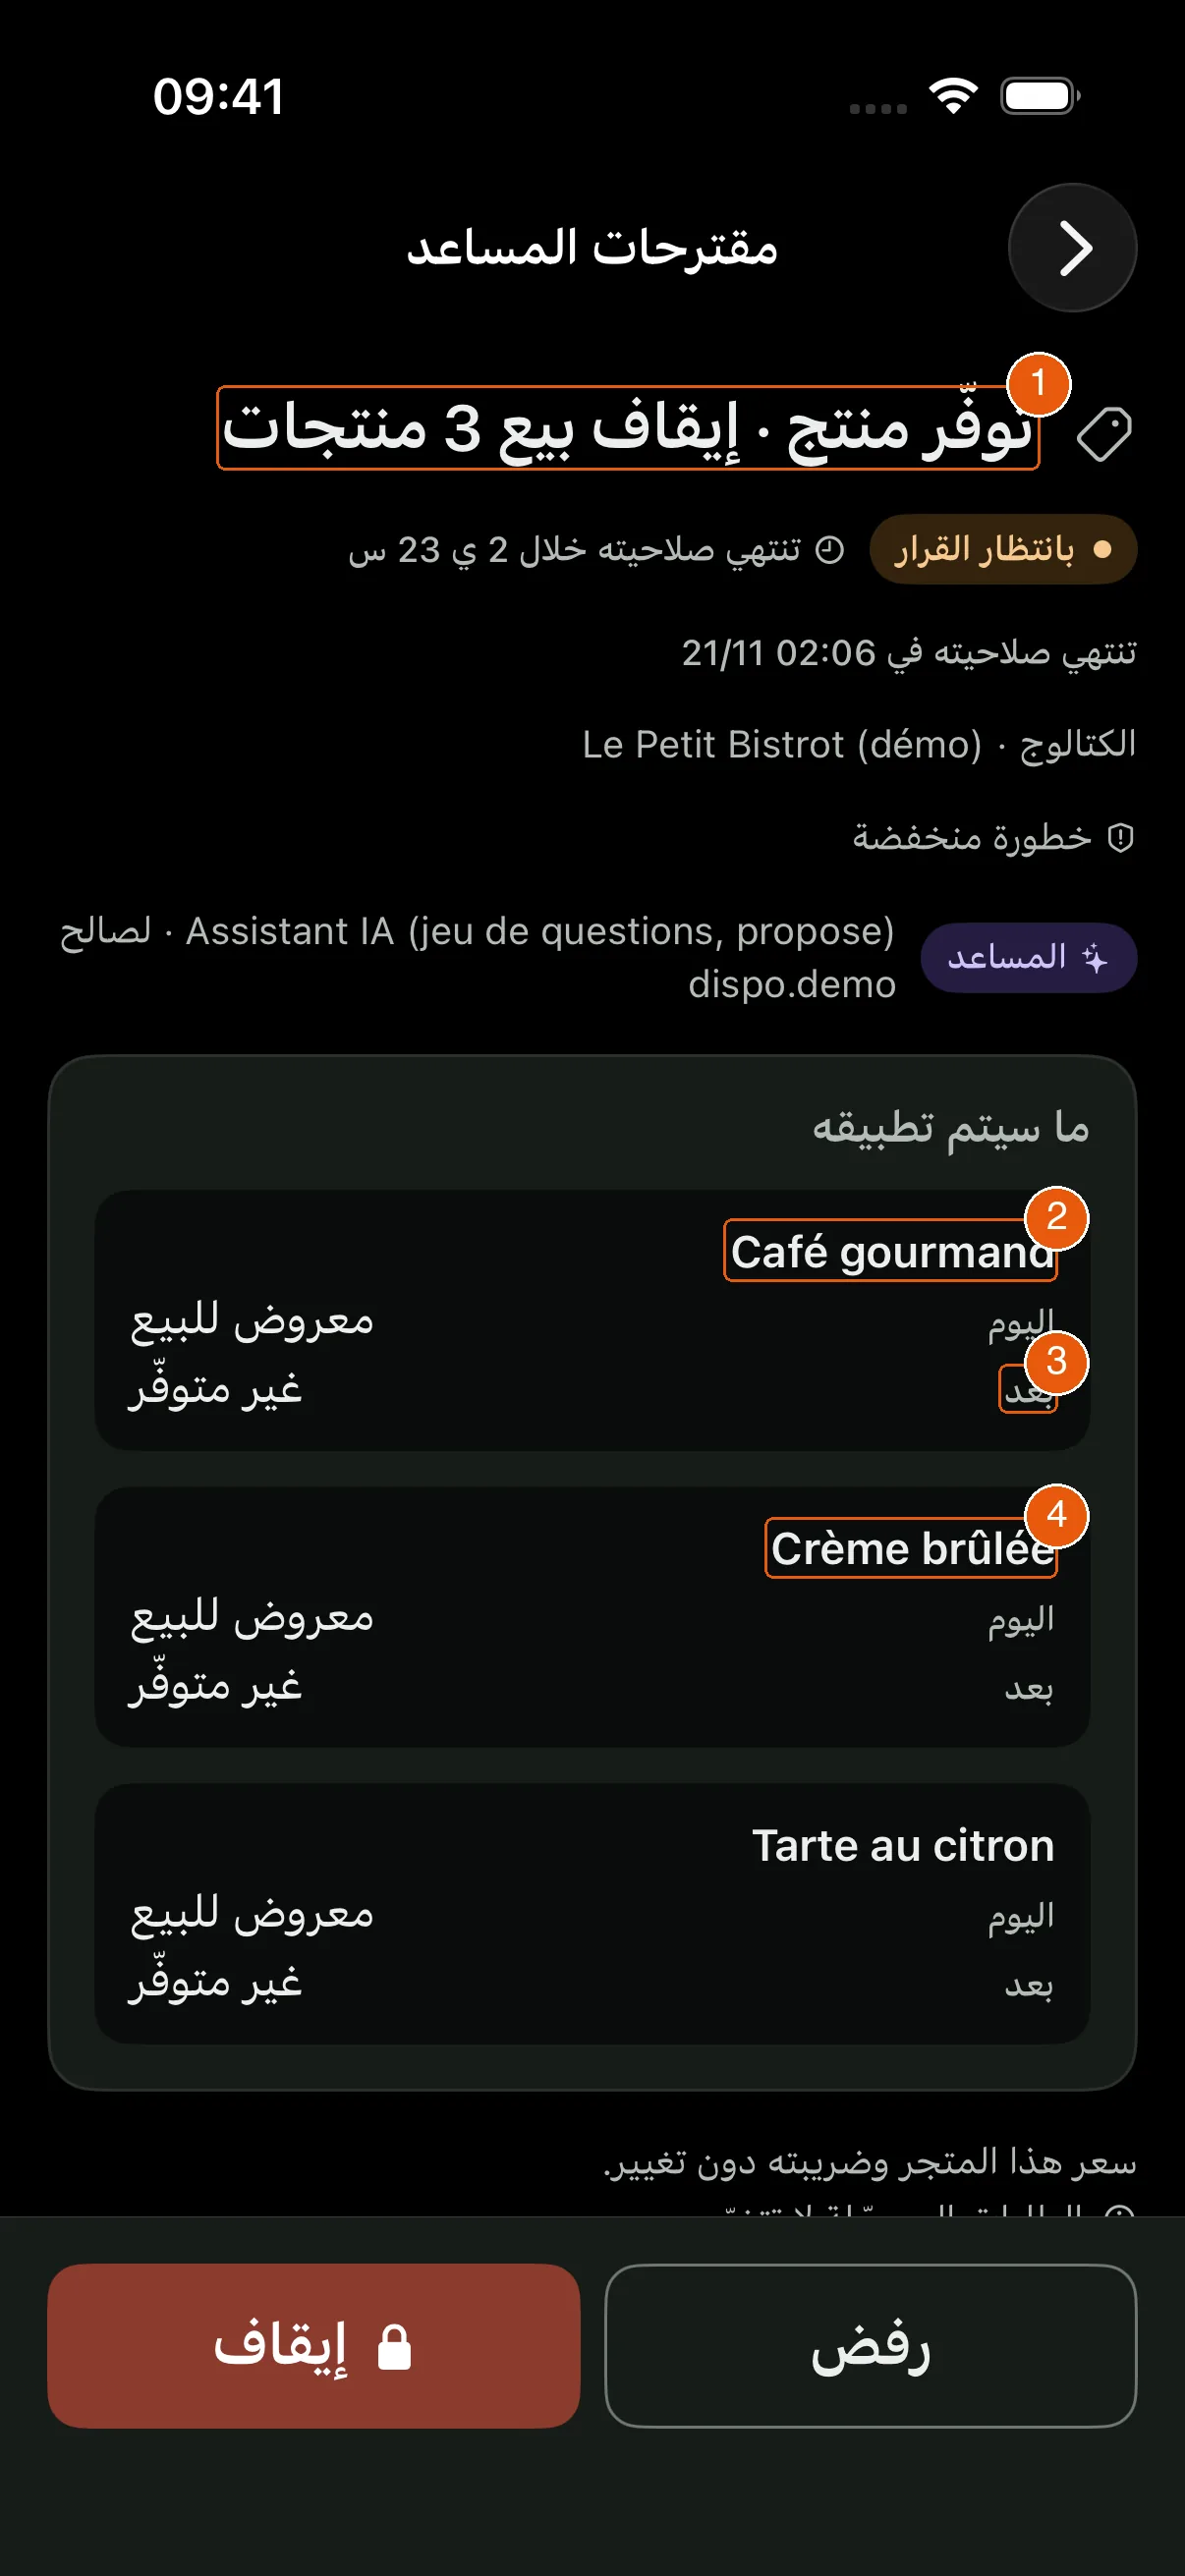 09:41
مقترحات المساعد
1
توفّر منتج · إيقاف بيع 3 منتجات
بانتظار القرار
تنتهي صلاحيته خلال 2 ي 23 س
تنتهي صلاحيته في 21/11 02:06
الكتالوج · Le Petit Bistrot (démo)
خطورة منخفضة
المساعد
Assistant IA (jeu de questions, propose) · لصالح
dispo.demo
ما سيتم تطبيقه
2
Café gourmand
اليوم معروض للبيع
3
بعد غير متوفّر
4
Crème brûlée
اليوم معروض للبيع
بعد غير متوفّر
Tarte au citron
اليوم معروض للبيع
بعد غير متوفّر
سعر هذا المتجر وضريبته دون تغيير.
رفض
إيقاف